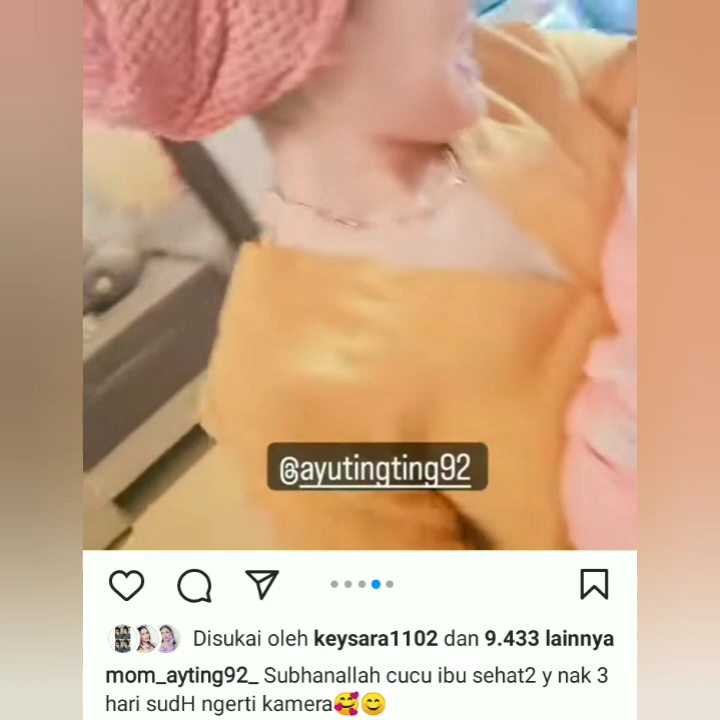 @ayutingting92
Disukai oleh keysara1102 dan 9.433 lainnya
mom_ayting92_ Subhanallah cucu ibu sehat2 y nak 3
hari sudH ngerti kamera🥰😊